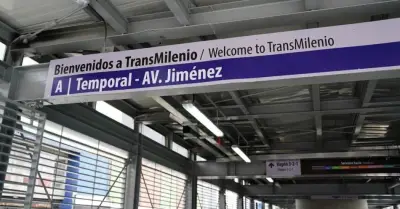 Bienvenidos a TransMilenio / Welcome to TransMilenio
A | Temporal - AV. Jiménez